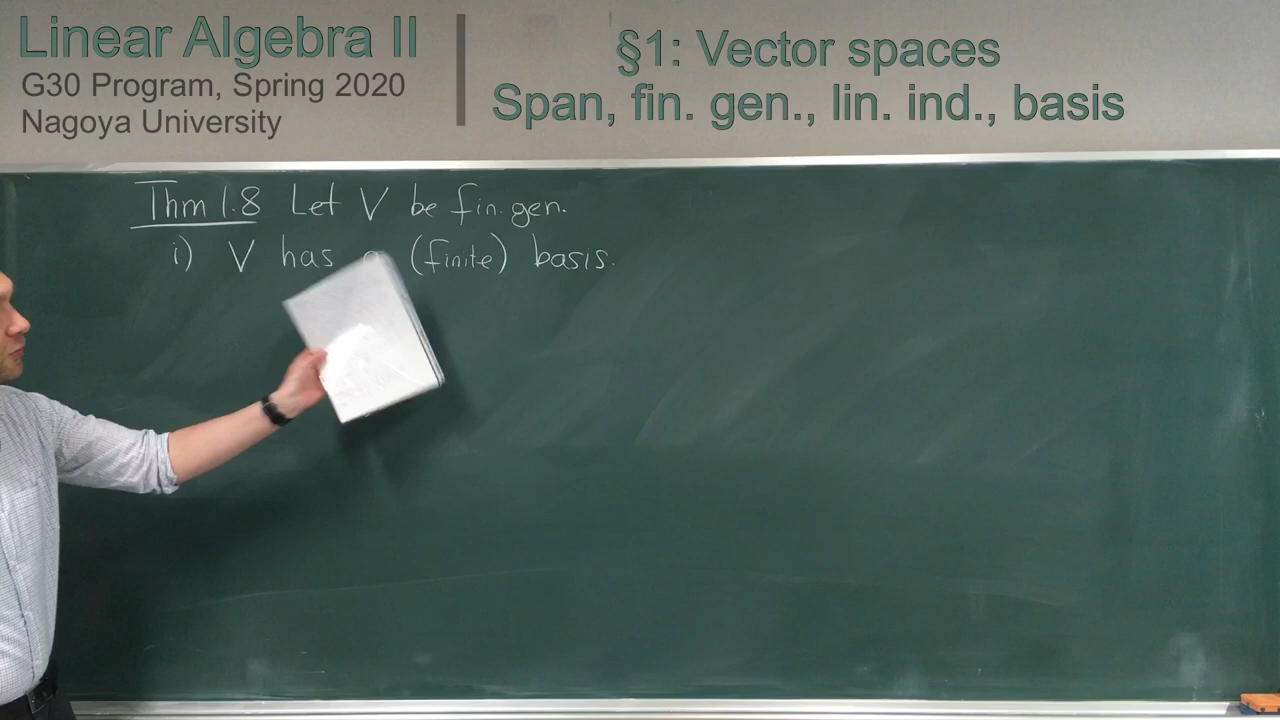 Linear Algebra II
G30 Program, Spring 2020
Nagoya University
§1: Vector spaces
Span, fin. gen., lin. ind., basis
Thm 1.8 Let V be fin. gen.
i) V has a (finite) basis.